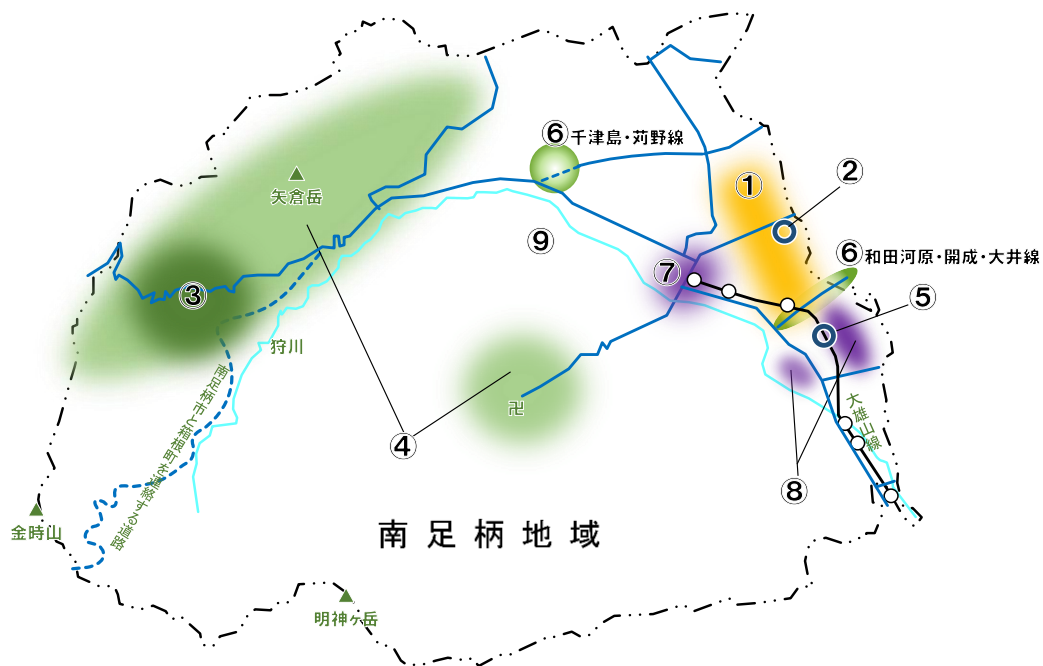 ⑥千津島・苅野線
①
②
矢倉岳
⑨
⑥和田河原・開成・大井線
⑦
③
⑤
狩川
南足柄市と箱根町を連絡する道路
卍
大雄山線
④
⑧
金時山
南足柄地域
明神ヶ岳